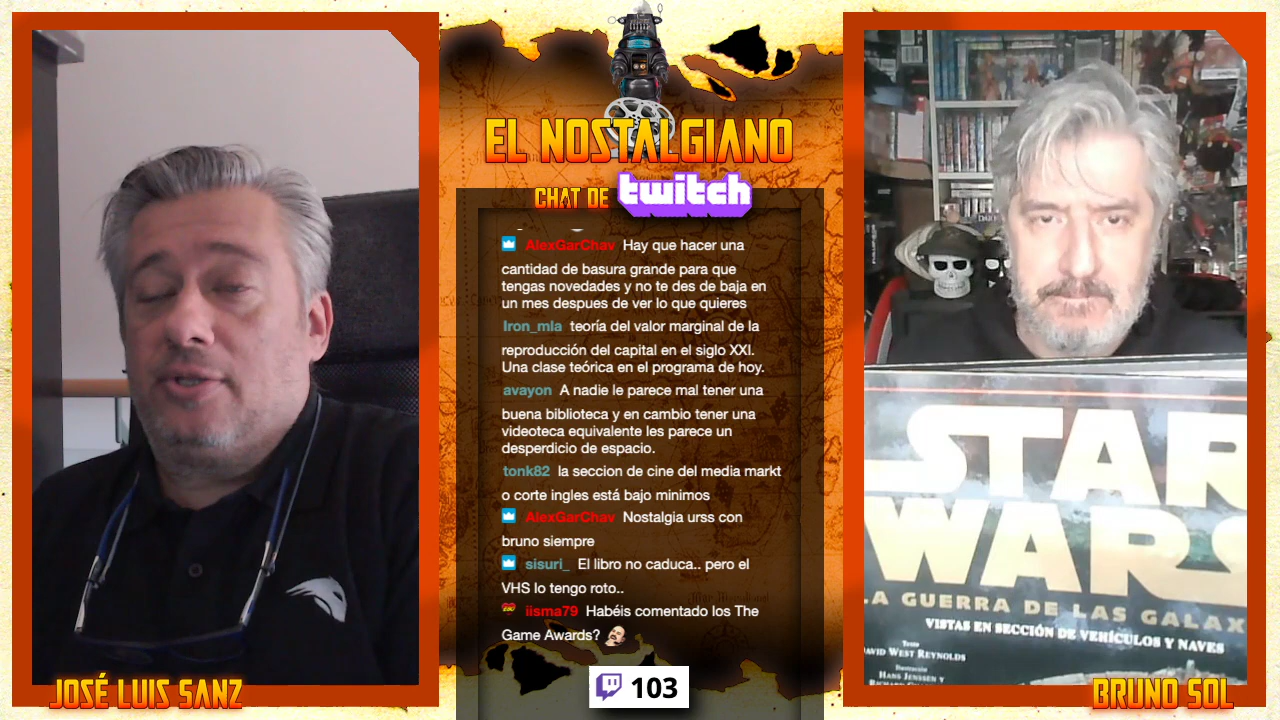 EL NOSTALGIANO
CHAT DE twitch
AlexGarChav Hay que hacer una
cantidad de basura grande para que
tengas novedades y no te des de baja en
un mes despues de ver lo que quieres
Iron_mla teoría del valor marginal de la
reproducción del capital en el siglo XXI.
Una clase teórica en el programa de hoy.
avayon A nadie le parece mal tener una
buena biblioteca y en cambio tener una
videoteca equivalente les parece un
desperdicio de espacio.
tonk82 la seccion de cine del media markt
o corte ingles está bajo minimos
AlexGarChav Nostalgia urss con
bruno siempre
sisuri_ El libro no caduca.. pero el
VHS lo tengo roto..
iisma79 Habéis comentado los The
Game Awards?
103
JOSÉ LUIS SANZ
STAR
WARS
LA GUERRA DE LAS GALAX
VISTAS EN SECCIÓN DE VEHÍCULOS Y NAVES
Texto
DAVID WEST REYNOLDS
Ilustración
HANS JENSSEN Y
BRUNO SOL